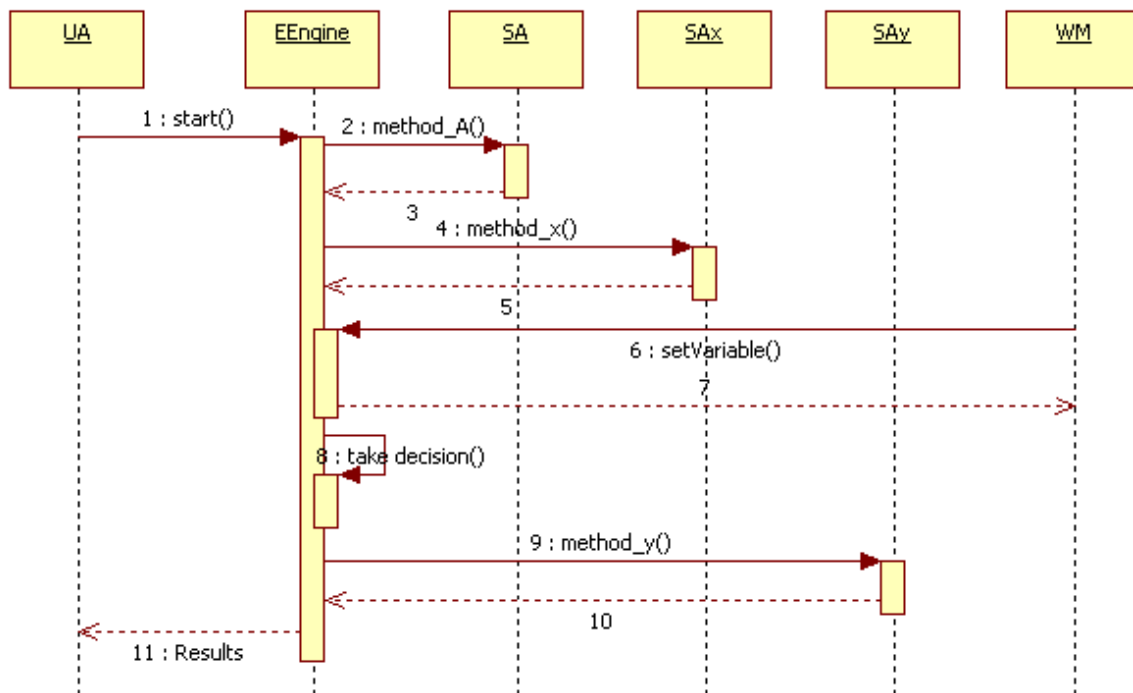 UA
EEngine
SA
SAx
SAy
WM
1 : start()
2 : method_A()
3
4 : method_x()
5
6 : setVariable()
7
8 : take decision()
9 : method_y()
10
11 : Results